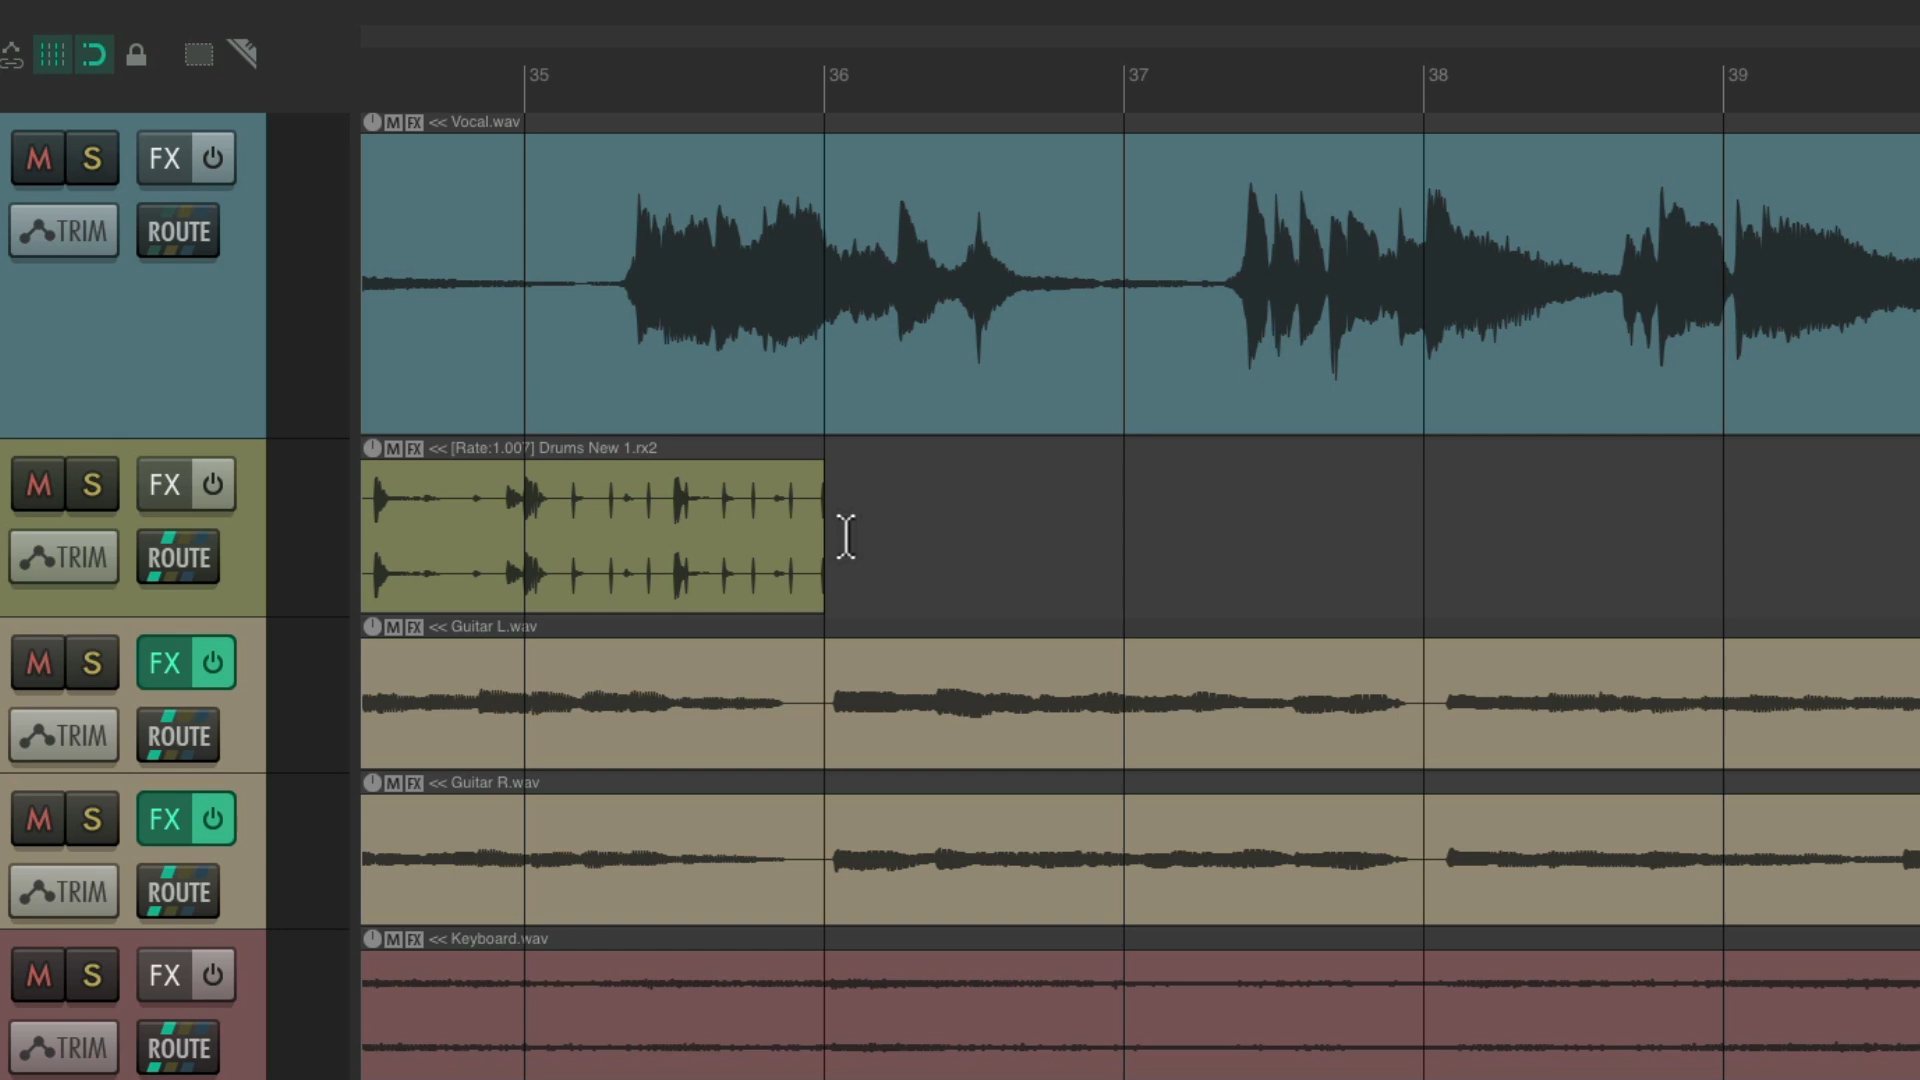 35 36 37 38 39
M FX << Vocal.wav
M S FX
TRIM ROUTE
M FX << [Rate:1.007] Drums New 1.rx2
M S FX
TRIM ROUTE
M FX << Guitar L.wav
M S FX
TRIM ROUTE
M FX << Guitar R.wav
M S FX
TRIM ROUTE
M FX << Keyboard.wav
M S FX
TRIM ROUTE